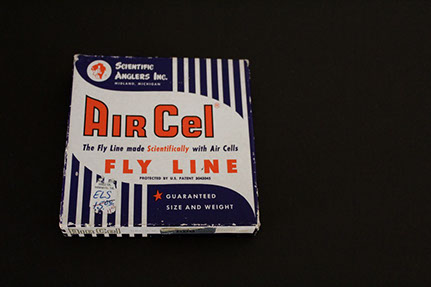 SCIENTIFIC
ANGLERS INC.
MIDLAND, MICHIGAN
AIR CEL
The Fly Line made Scientifically with Air Cells
FLY LINE
PROTECTED BY U.S. PATENT
ELS
★ GUARANTEED
SIZE AND WEIGHT